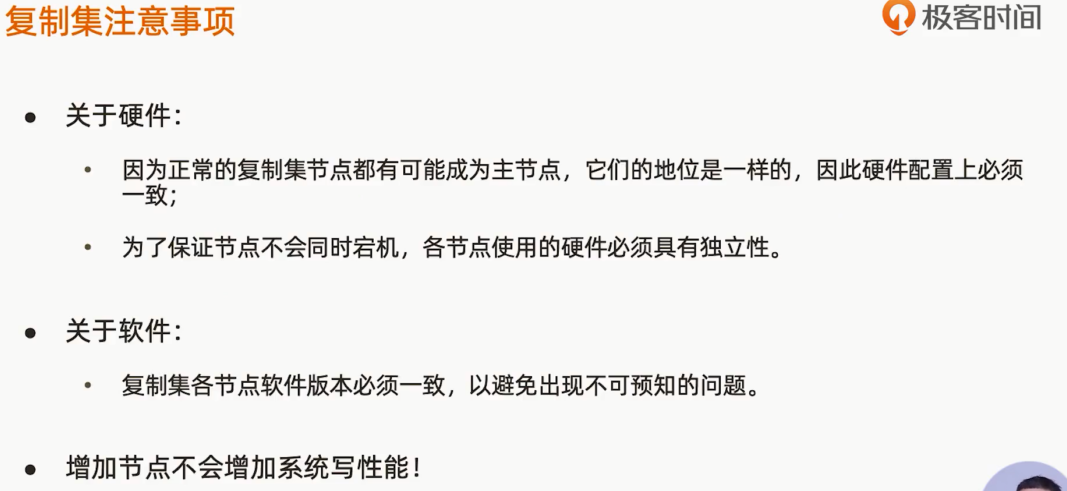 复制集注意事项
极客时间
关于硬件：
因为正常的复制集节点都有可能成为主节点，它们的地位是一样的，因此硬件配置上必须
一致；
为了保证节点不会同时宕机，各节点使用的硬件必须具有独立性。
关于软件：
复制集各节点软件版本必须一致，以避免出现不可预知的问题。
增加节点不会增加系统写性能！